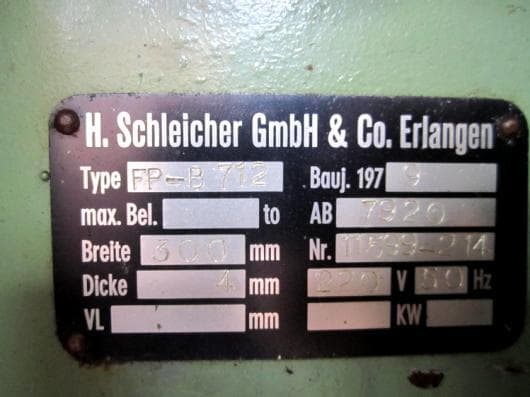 H. Schleicher GmbH & Co. Erlangen
Type FP-B 712 Bauj. 197 9
max. Bel. to AB 7920
Breite 300 mm Nr.
Dicke 4 mm 220 V 50 Hz
VL mm KW